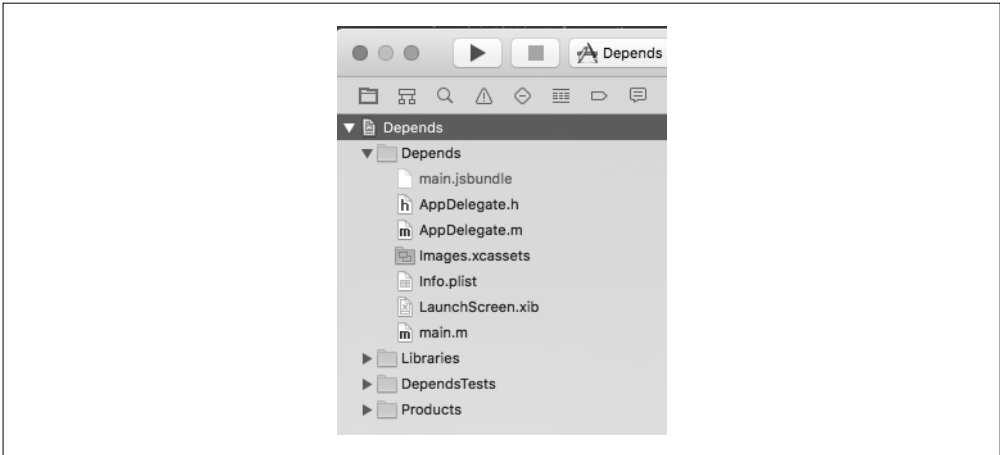 Depends
Depends
Depends
main.jsbundle
h AppDelegate.h
m AppDelegate.m
Images.xcassets
Info.plist
LaunchScreen.xib
m main.m
Libraries
DependsTests
Products